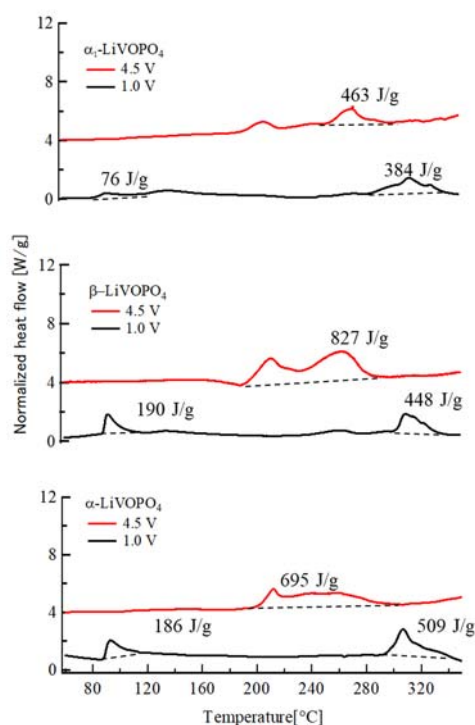 12
α₁-LiVOPO₄
4.5 V
1.0 V
8
463 J/g
4
76 J/g
384 J/g
0
12
β-LiVOPO₄
4.5 V
1.0 V
8
827 J/g
4
190 J/g
448 J/g
0
12
α-LiVOPO₄
4.5 V
1.0 V
8
695 J/g
4
186 J/g
509 J/g
0
80 120 160 200 240 280 320
Temperature[°C]
Normalized heat flow [W/g]